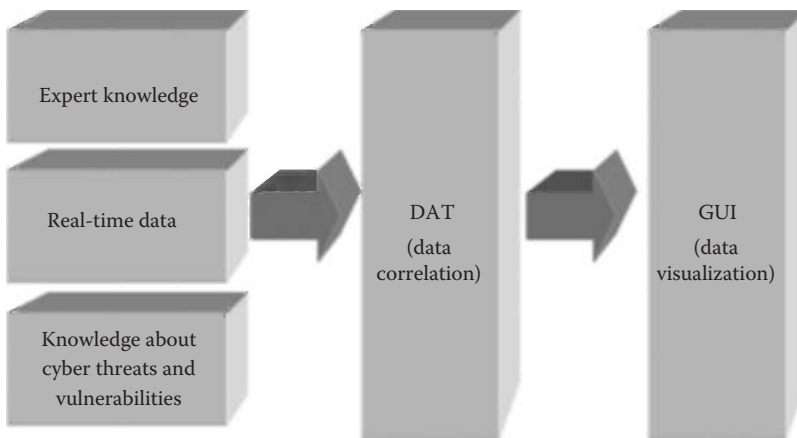 Expert knowledge
Real-time data
Knowledge about
cyber threats and
vulnerabilities
DAT
(data
correlation)
GUI
(data
visualization)